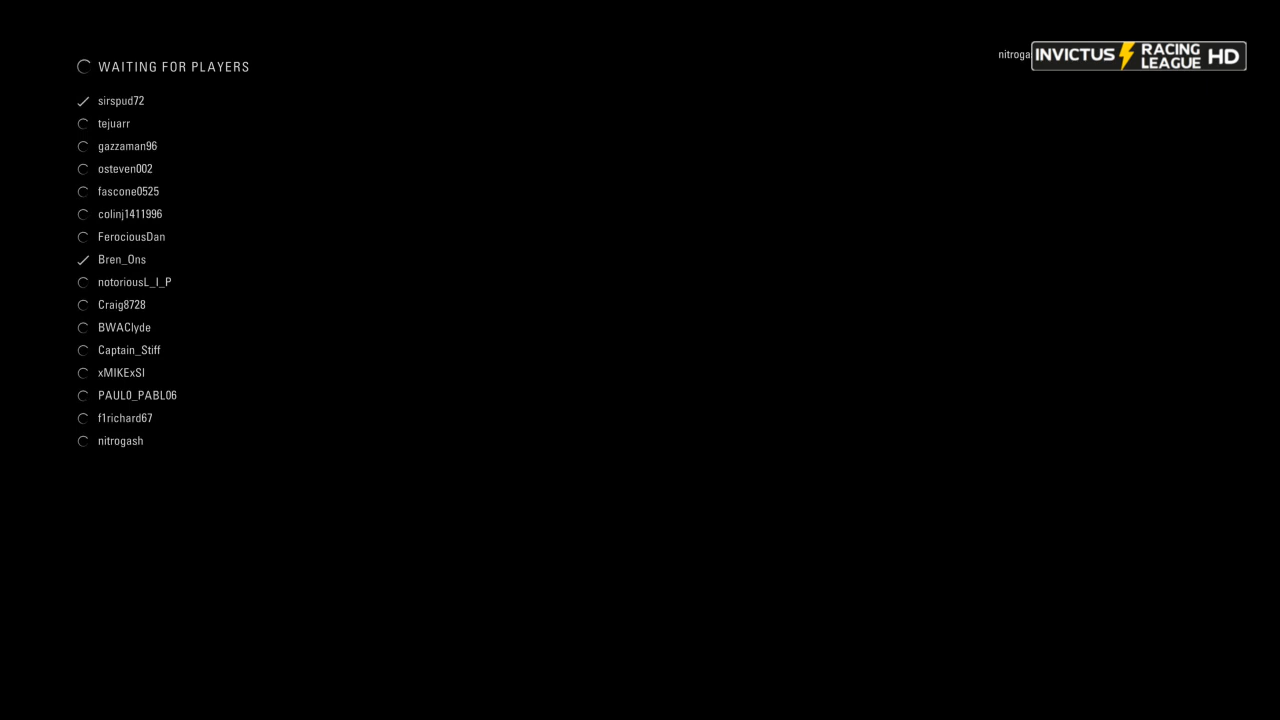 WAITING FOR PLAYERS
nitroga
INVICTUS RACING LEAGUE HD
sirspud72
tejuarr
gazzaman96
osteven002
fascone0525
colinj1411996
FerociousDan
Bren_Ons
notoriousL_I_P
Craig8728
BWAClyde
Captain_Stiff
xMIKExSI
PAUL0_PABL06
f1richard67
nitrogash